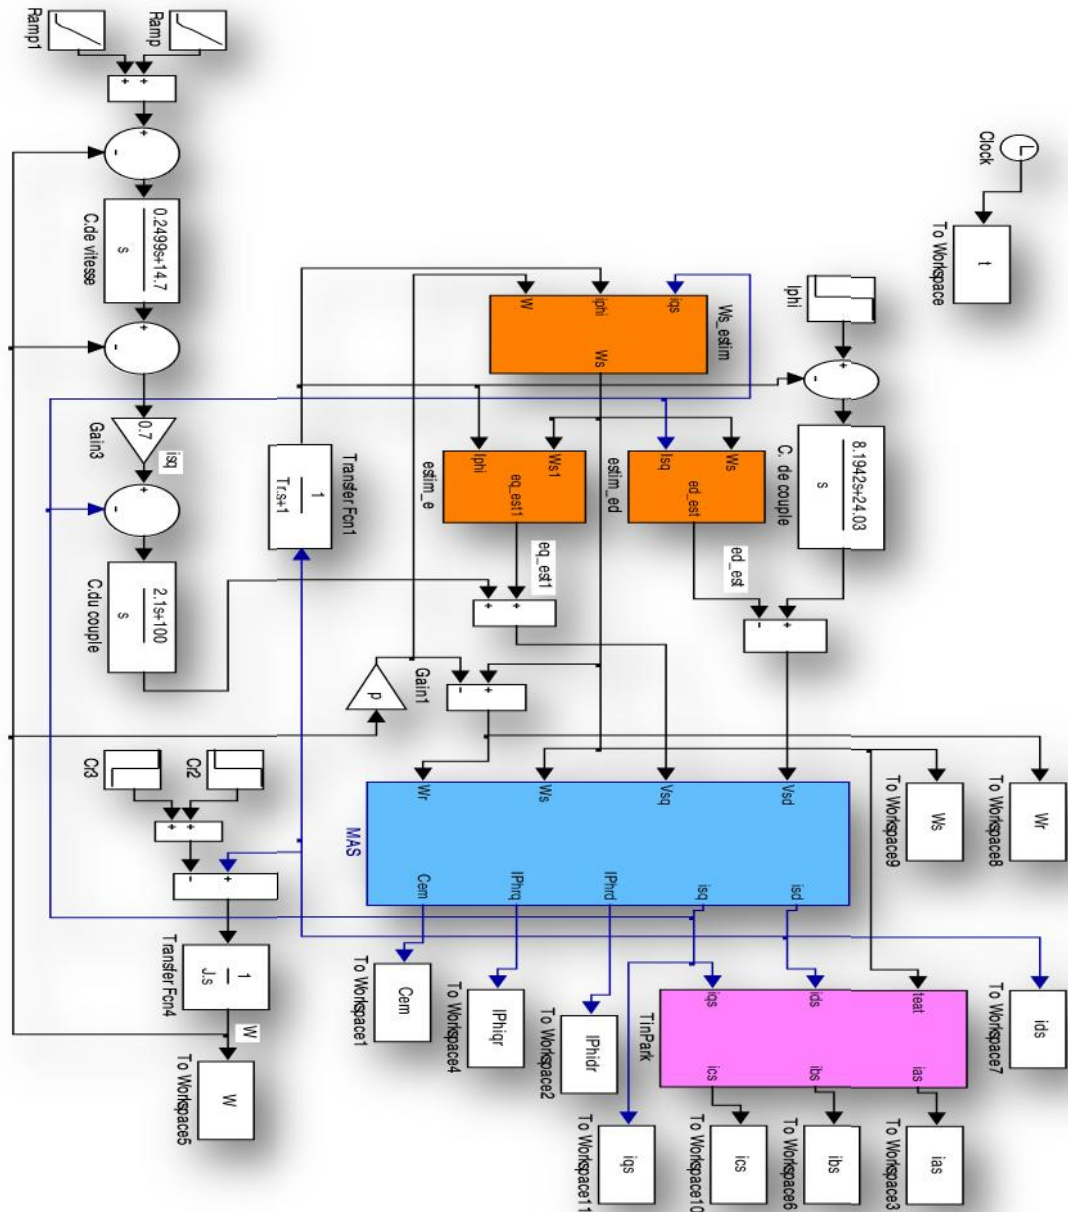 ias
To Workspace3
ibs
To Workspace6
ics
To Workspace10
iqs
To Workspace11
Wr
To Workspace8
ids
To Workspace7
Clock
t
To Workspace
Ws
To Workspace9
teat
ias
ids
ibs
iqs
ics
TinPark
Iphi
+
-
8.1942s+24.03
s
C. de couple
+
-
Vsd
isd
Vsq
isq
Ws
IPhrd
Wr
IPhrq
Cem
MAS
Ws_estim
iqs
iphi
Ws
W
Ws
ed_est
Isq
estim_ed
ed_est
Ws1
eq_est1
Iphi
estim_e
eq_est1
+
+
+
-
Gain1
p
IPhidr
To Workspace2
IPhiqr
To Workspace4
Cem
To Workspace1
Transfer Fcn1
1
Tr.s+1
Cr2
Cr3
+
+
+
-
1
J.s
Transfer Fcn4
W
W
To Workspace5
Ramp
Ramp1
+
+
+
-
0.2499s+14.7
s
C.de vitesse
+
-
0.7
Gain3
isq
+
-
2.1s+100
s
C.du couple